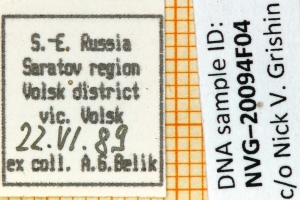 S.-E. Russia
Saratov region
Volsk district
vic. Volsk
22.VI.89
ex coll. A.G.Belik
DNA sample ID:
NVG–20094F04
c/o Nick V. Grishin